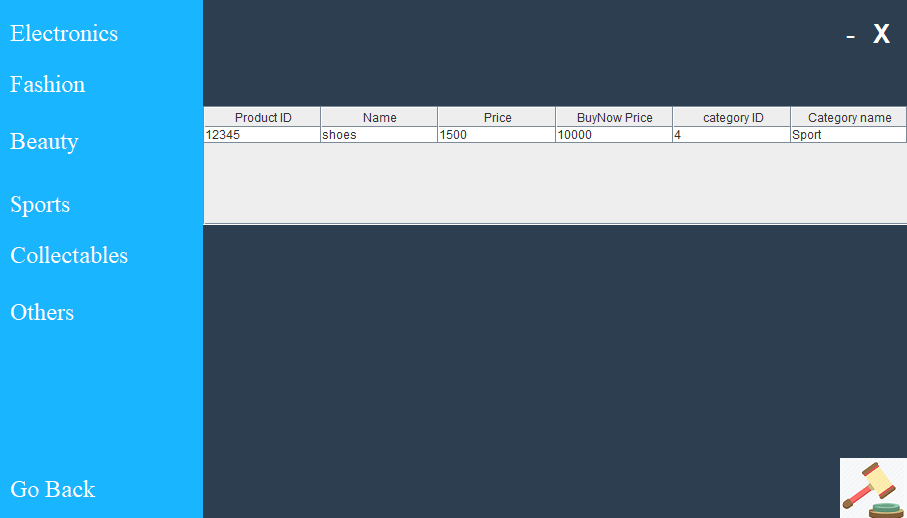 Electronics
Fashion
Beauty
Sports
Collectables
Others
Go Back
- X
Product ID Name Price BuyNow Price category ID Category name
12345 shoes 1500 10000 4 Sport